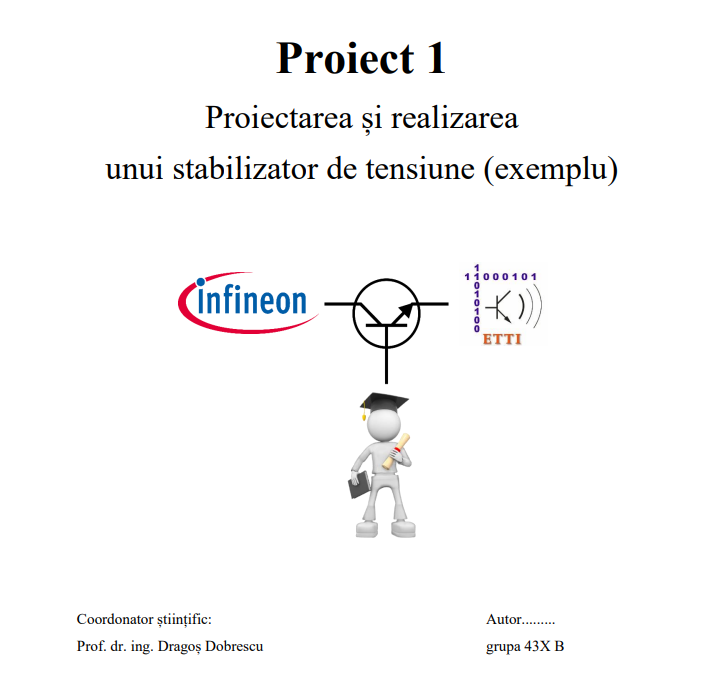 Proiect 1
Proiectarea și realizarea
unui stabilizator de tensiune (exemplu)
infineon
1
11000101
0
1
0
1
0
0
ETTI
Coordonator științific:
Autor.........
Prof. dr. ing. Dragoș Dobrescu
grupa 43X B